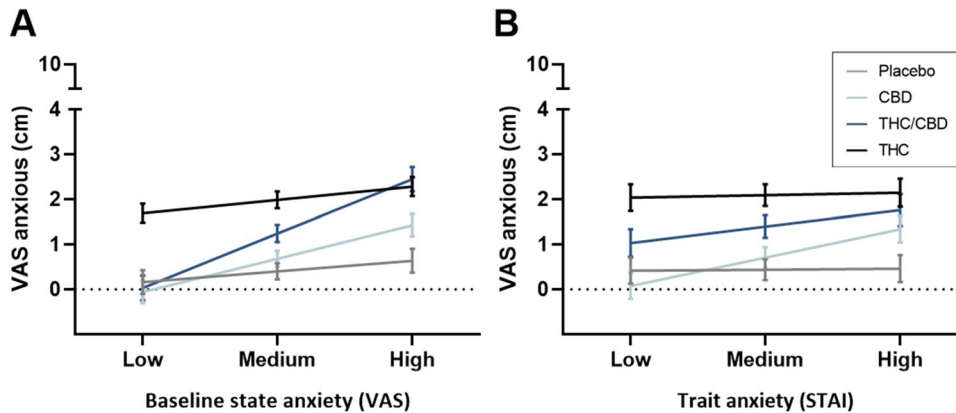 A
10
4
3
2
1
0
VAS anxious (cm)
Low Medium High
Baseline state anxiety (VAS)
B
10
4
3
2
1
0
VAS anxious (cm)
Low Medium High
Trait anxiety (STAI)
Placebo
CBD
THC/CBD
THC